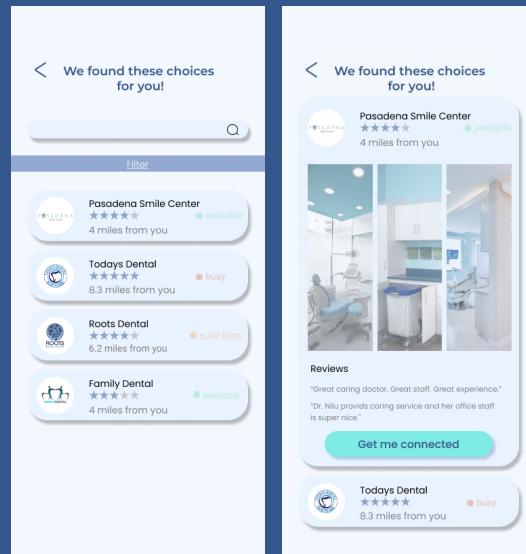 We found these choices
for you!
Filter
Pasadena Smile Center
available
4 miles from you
Todays Dental
busy
8.3 miles from you
ROOTS
Roots Dental
quite busy
6.2 miles from you
Family Dental
available
4 miles from you
We found these choices
for you!
PASADENA
Pasadena Smile Center
available
4 miles from you
Reviews
"Great caring doctor. Great staff. Great experience."
"Dr. Nilu provids caring service and her office staff
is super nice."
Get me connected
Todays Dental
busy
8.3 miles from you